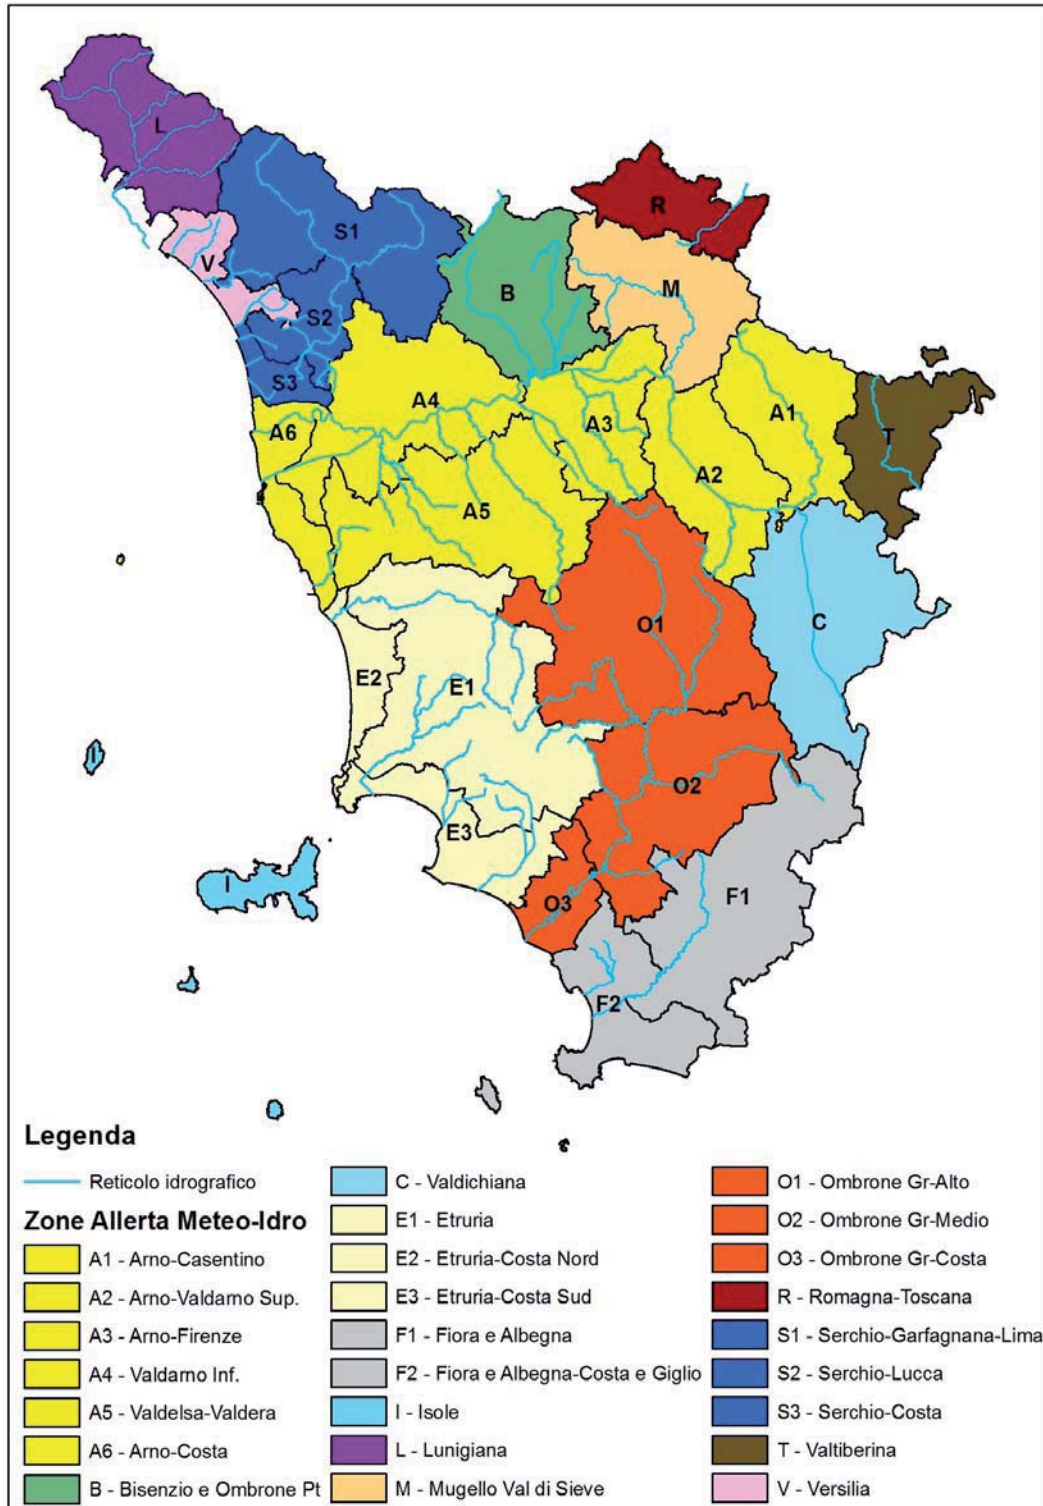 L
S1
R
V
B
M
S2
S3
A4
A1
A6
A3
T
A2
A5
O1
C
E2
E1
I
O2
E3
I
O3
F1
F2
Legenda
Reticolo idrografico
Zone Allerta Meteo-Idro
A1 - Arno-Casentino
A2 - Arno-Valdarno Sup.
A3 - Arno-Firenze
A4 - Valdarno Inf.
A5 - Valdelsa-Valdera
A6 - Arno-Costa
B - Bisenzio e Ombrone Pt
C - Valdichiana
E1 - Etruria
E2 - Etruria-Costa Nord
E3 - Etruria-Costa Sud
F1 - Fiora e Albegna
F2 - Fiora e Albegna-Costa e Giglio
I - Isole
L - Lunigiana
M - Mugello Val di Sieve
O1 - Ombrone Gr-Alto
O2 - Ombrone Gr-Medio
O3 - Ombrone Gr-Costa
R - Romagna-Toscana
S1 - Serchio-Garfagnana-Lima
S2 - Serchio-Lucca
S3 - Serchio-Costa
T - Valtiberina
V - Versilia